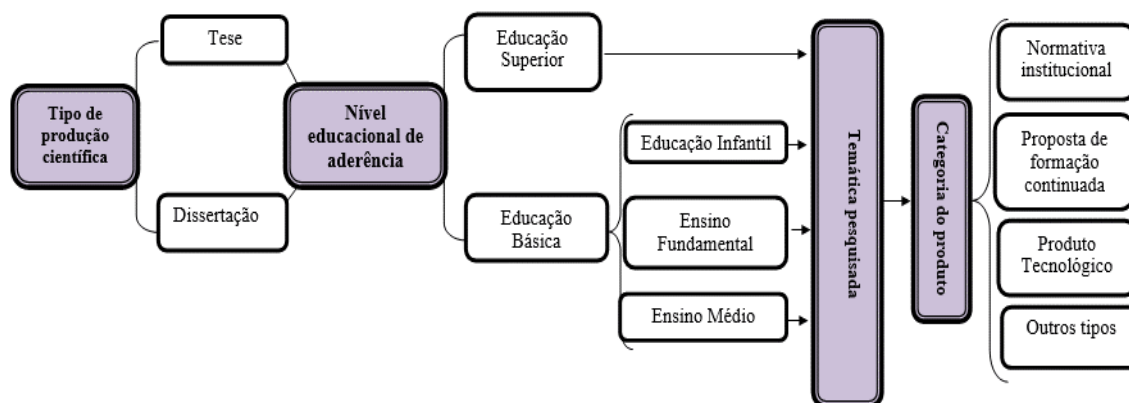 Tipo de
produção
científica
Tese
Dissertação
Nível
educacional de
aderência
Educação
Superior
Educação
Básica
Educação Infantil
Ensino
Fundamental
Ensino Médio
Temática pesquisada
Categoria do produto
Normativa
institucional
Proposta de
formação
continuada
Produto
Tecnológico
Outros tipos